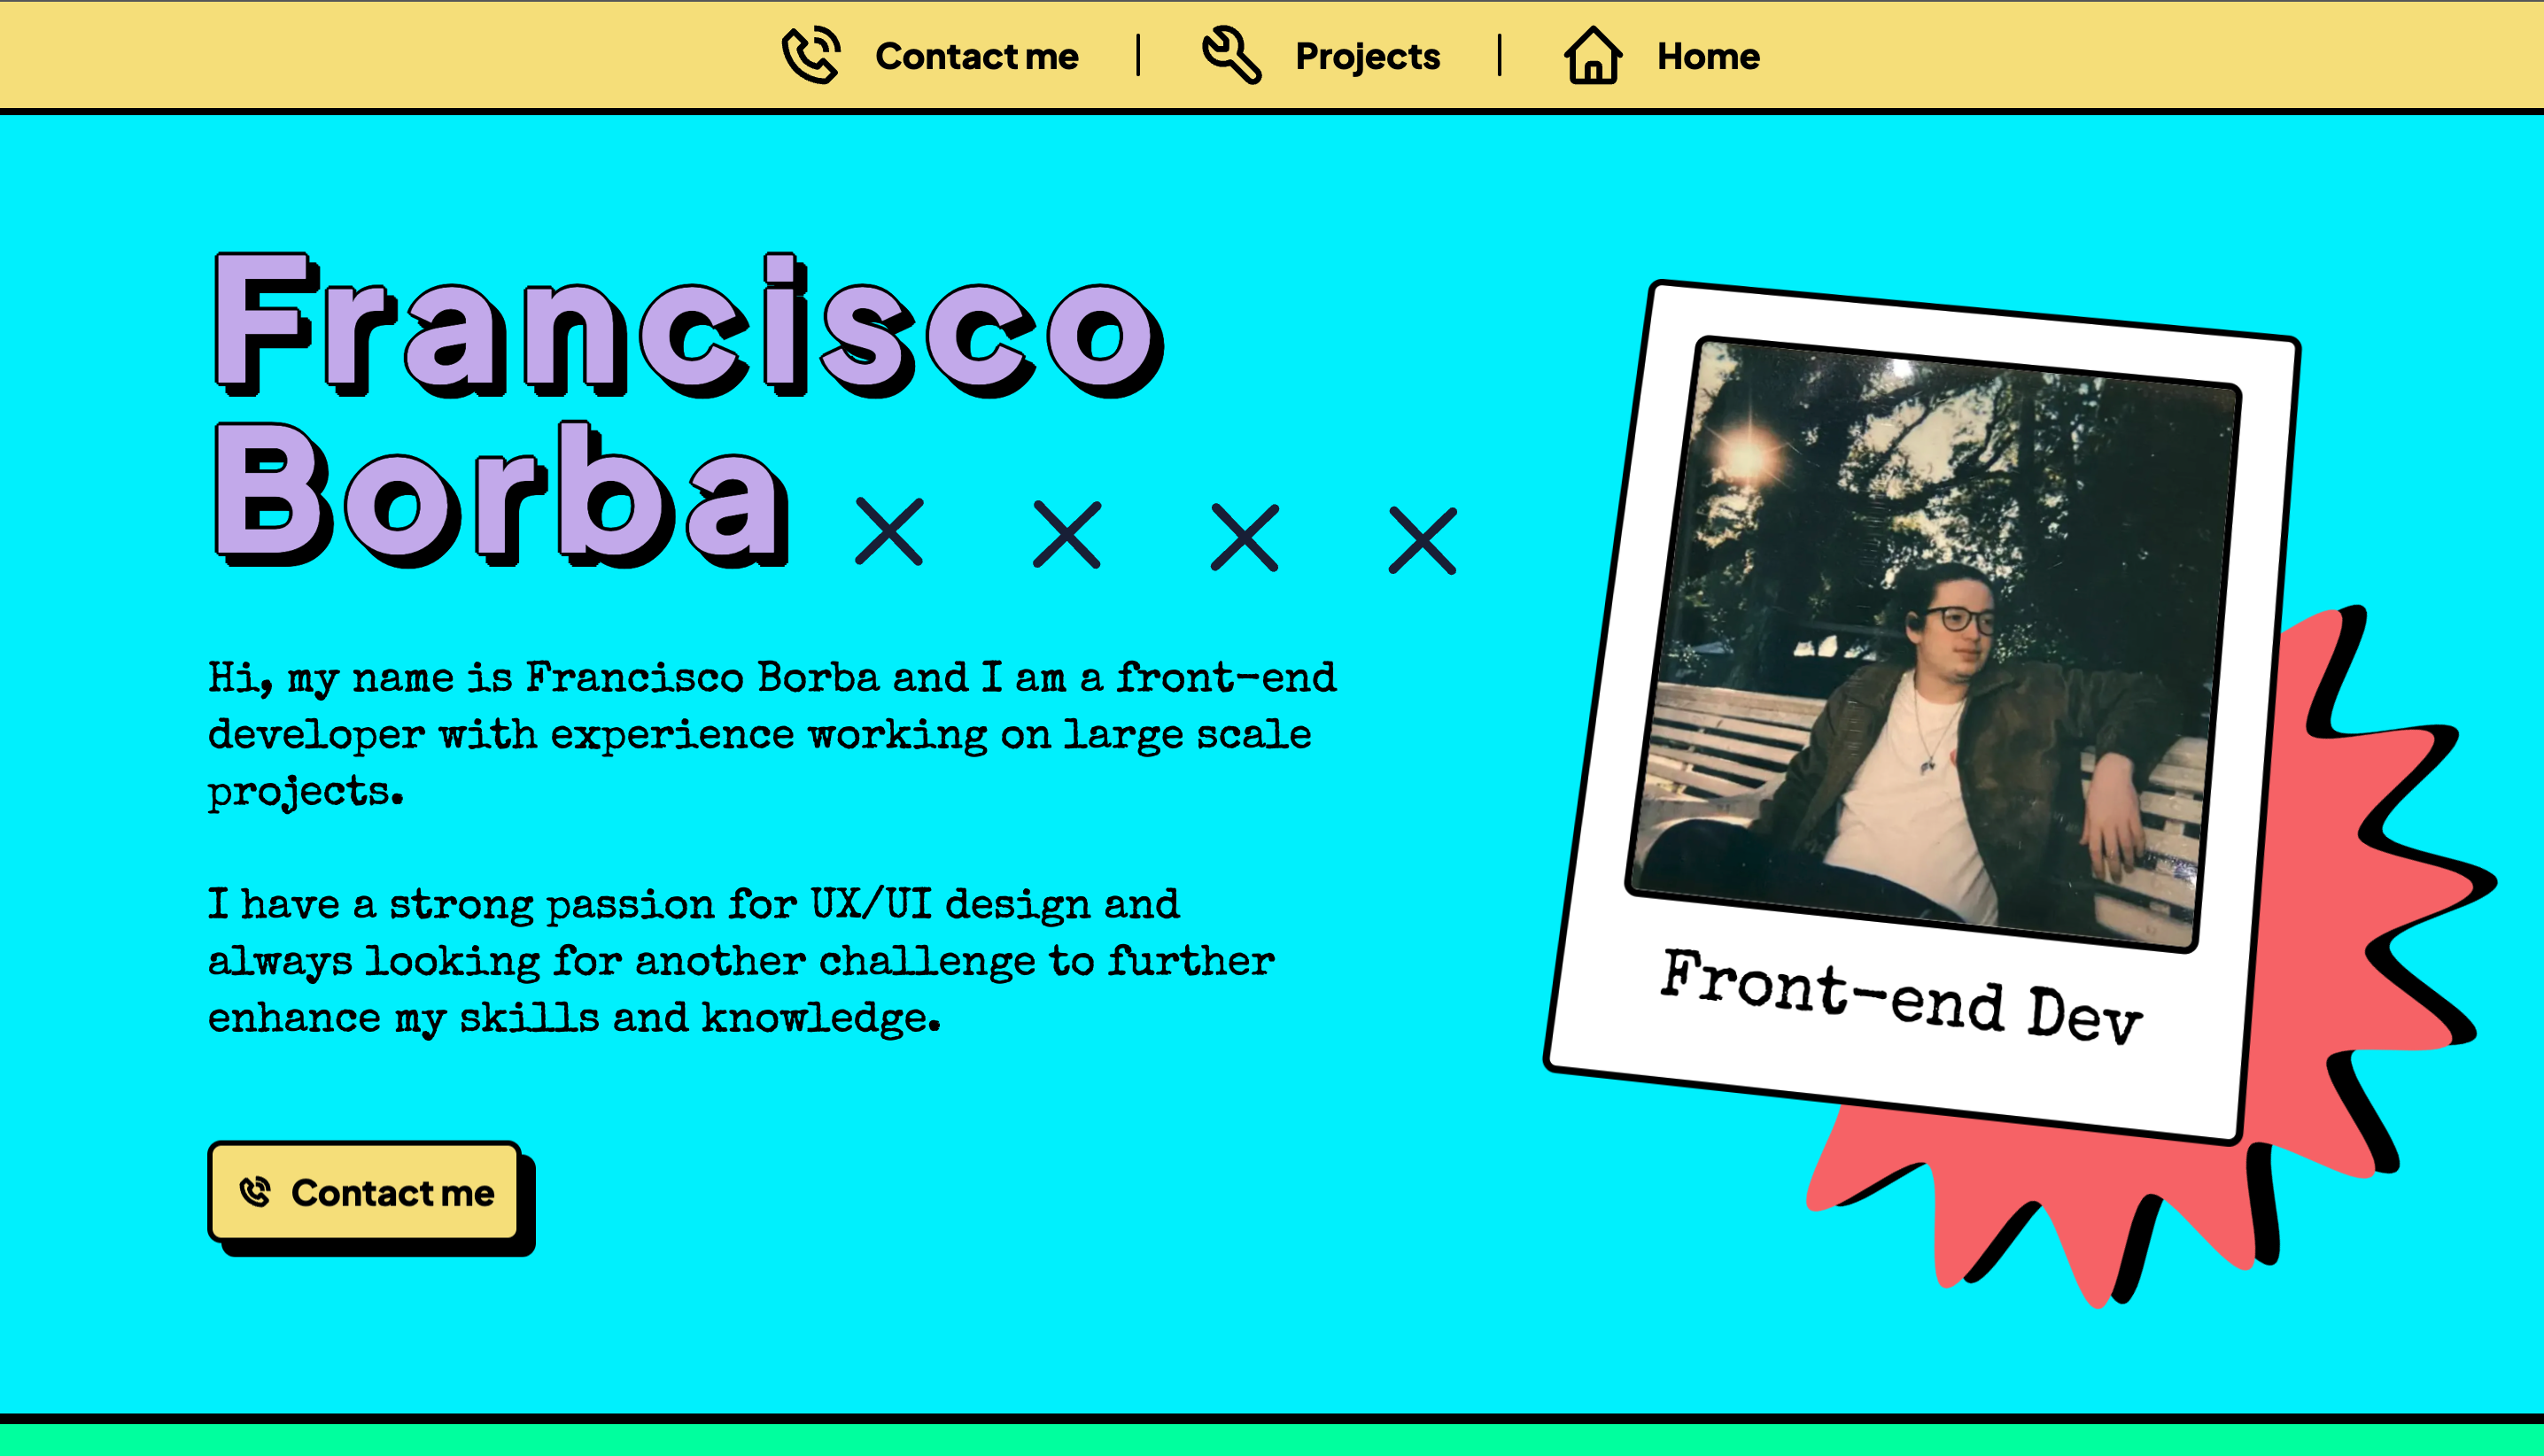 Contact me
Projects
Home
Francisco
Borba
Hi, my name is Francisco Borba and I am a front-end
developer with experience working on large scale
projects.
I have a strong passion for UX/UI design and
always looking for another challenge to further
enhance my skills and knowledge.
Contact me
Front-end Dev